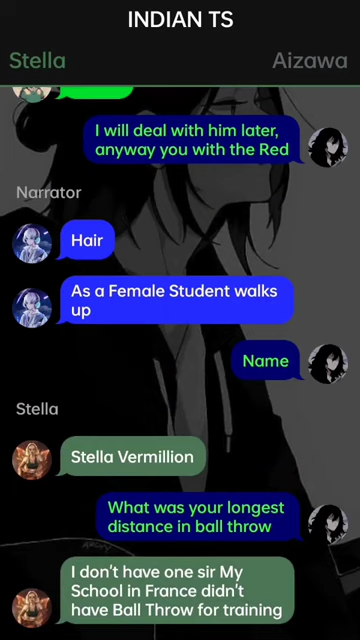 INDIAN TS
Stella
Aizawa
I will deal with him later,
anyway you with the Red
Narrator
Hair
As a Female Student walks
up
Name
Stella
Stella Vermillion
What was your longest
distance in ball throw
I don't have one sir My
School in France didn't
have Ball Throw for training